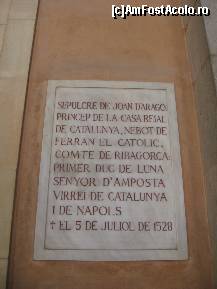 (c)AmFostAcolo.ro
SEPULCRE DE JOAN D'ARAGÓ:
PRINCEP DE LA CASA REIAL
DE CATALUNYA, NEBOT DE
FERRAN EL CATOLIC,
COMTE DE RIBAGORÇA:
PRIMER DUC DE LUNA
SENYOR D'AMPOSTA
VIRREI DE CATALUNYA
I DE NAPOLS
† EL 5 DE JULIOL DE 1528